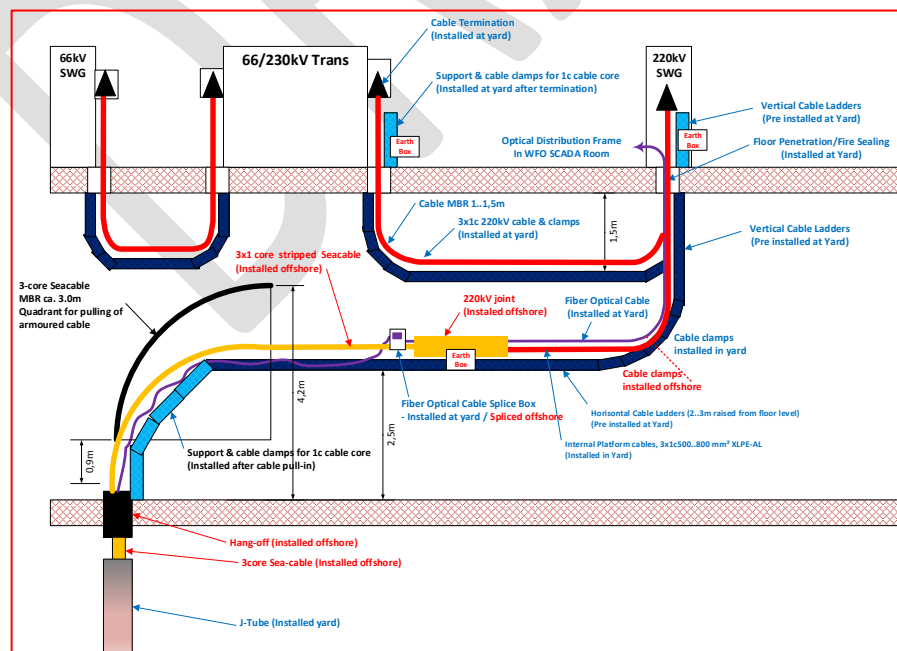 Cable Termination
(Installed at yard)
66kV
SWG
66/230kV Trans
220kV
SWG
Support & cable clamps for 1c cable core
(Installed at yard after termination)
Vertical Cable Ladders
(Pre installed at Yard)
Earth
Box
Optical Distribution Frame
In WFO SCADA Room
Earth
Box
Floor Penetration/Fire Sealing
(Installed at Yard)
Cable MBR 1..1,5m
3x1c 220kV cable & clamps
(Installed at yard)
1,5m
Vertical Cable Ladders
(Pre installed at Yard)
3x1 core stripped Seacable
(Installed offshore)
3-core Seacable
MBR ca. 3.0m
Quadrant for pulling of
armoured cable
220kV joint
(Instaled offshore)
Fiber Optical Cable
(Installed at Yard)
Cable clamps
installed in yard
Earth
Box
Cable clamps
installed offshore
4,2m
2,5m
Fiber Optical Cable Splice Box
- Installed at yard / Spliced offshore
Horisontal Cable Ladders (2..3m raised from floor level)
(Pre installed at Yard)
0,9m
Support & cable clamps for 1c cable core
(Installed after cable pull-in)
Internal Platform cables, 3x1c500..800 mm² XLPE-AL
(Installed in Yard)
Hang-off (installed offshore)
3core Sea-cable (Installed offshore)
J-Tube (Installed yard)